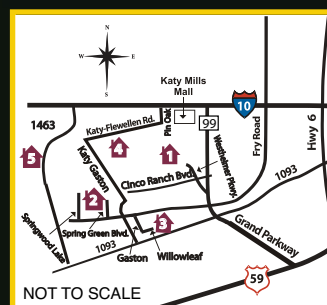 N
W E
S
Katy Mills
Mall
10
1463
Katy-Flewellen Rd.
Pin Oak
99
Fry Road
Hwy 6
5
4
1
Katy Gaston
Westheimer Pkwy.
Cinco Ranch Blvd.
1093
2
3
Springwood Lake
Spring Green Blvd.
1093
Gaston
Willowleaf
Grand Parkway
59
NOT TO SCALE